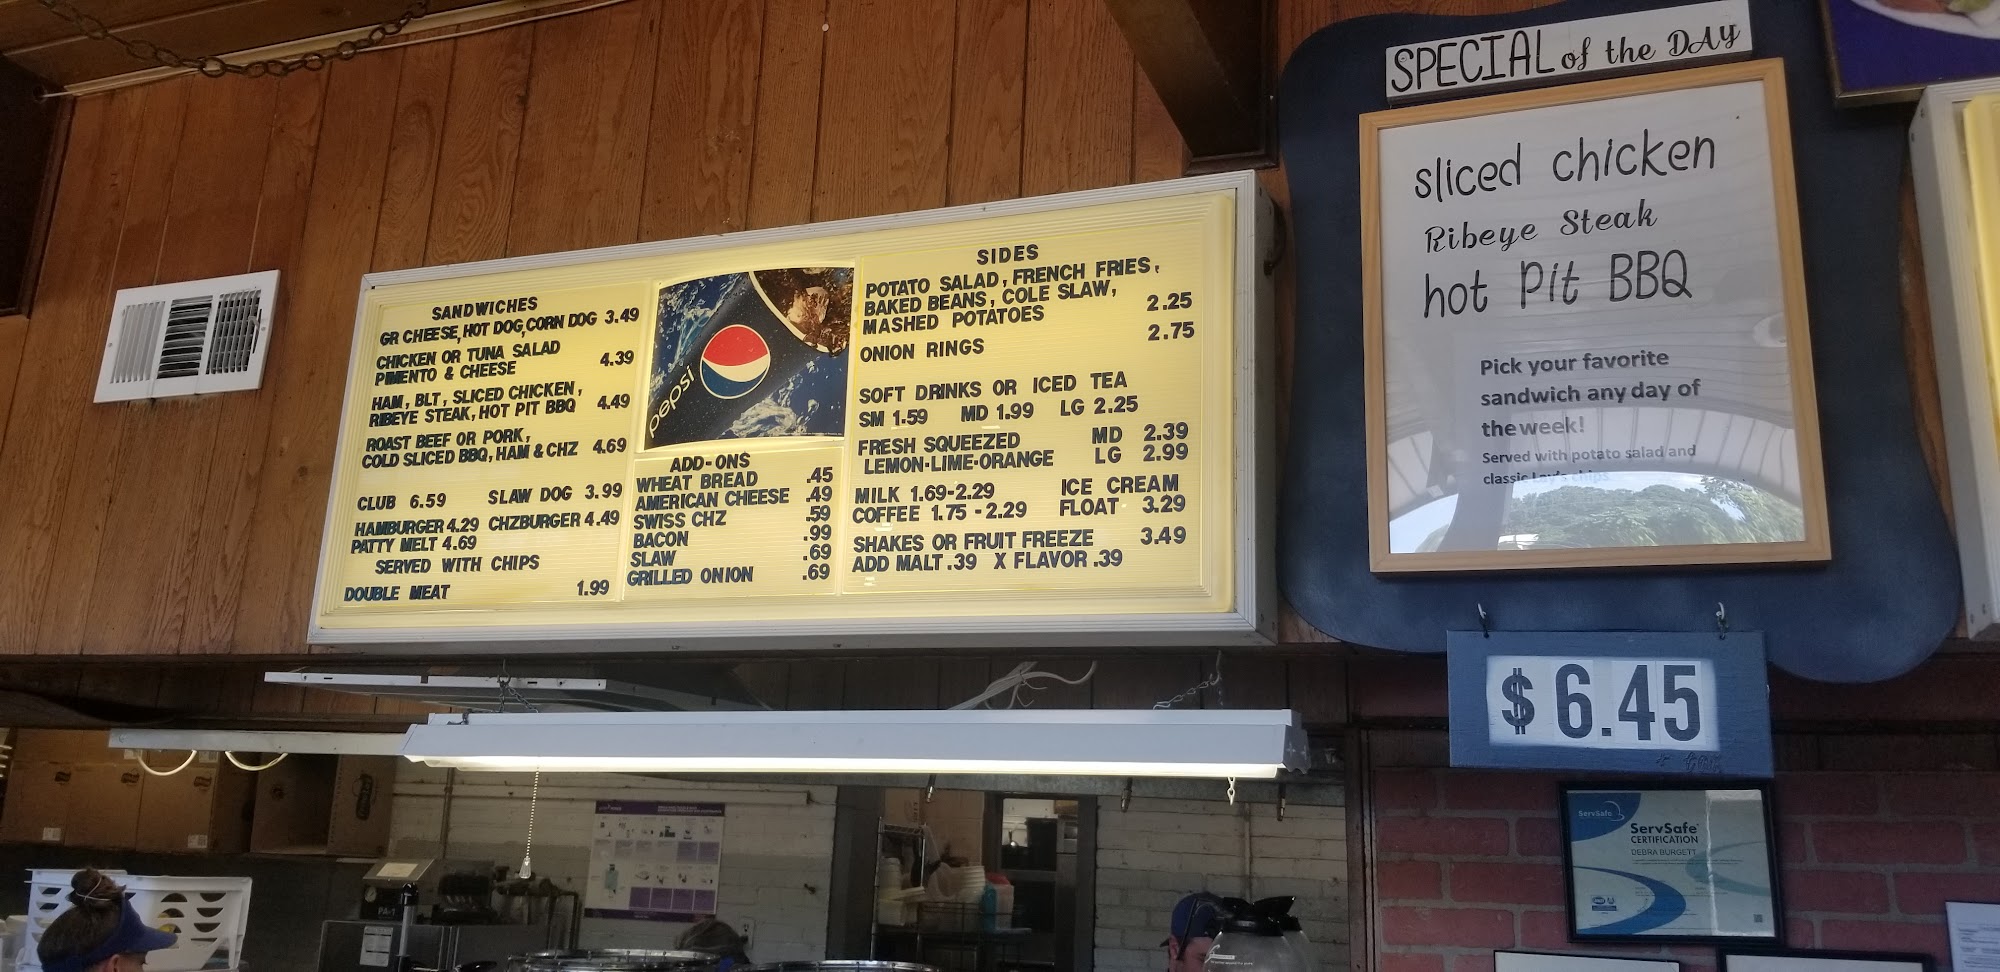 SANDWICHES
GR CHEESE, HOT DOG, CORN DOG 3.49
CHICKEN OR TUNA SALAD
PIMENTO & CHEESE 4.39
HAM, BLT, SLICED CHICKEN,
RIBEYE STEAK, HOT PIT BBQ 4.49
ROAST BEEF OR PORK,
COLD SLICED BBQ, HAM & CHZ 4.69
CLUB 6.59 SLAW DOG 3.99
HAMBURGER 4.29 CHZBURGER 4.49
PATTY MELT 4.69
SERVED WITH CHIPS
DOUBLE MEAT 1.99
pepsi
ADD-ONS
WHEAT BREAD .45
AMERICAN CHEESE .49
SWISS CHZ .59
BACON .99
SLAW .69
GRILLED ONION .69
SIDES
POTATO SALAD, FRENCH FRIES,
BAKED BEANS, COLE SLAW,
MASHED POTATOES 2.25
ONION RINGS 2.75
SOFT DRINKS OR ICED TEA
SM 1.59 MD 1.99 LG 2.25
FRESH SQUEEZED MD 2.39
LEMON-LIME-ORANGE LG 2.99
MILK 1.69-2.29 ICE CREAM
COFFEE 1.75-2.29 FLOAT 3.29
SHAKES OR FRUIT FREEZE 3.49
ADD MALT .39 X FLAVOR .39
SPECIAL of the DAY
sliced chicken
Ribeye Steak
hot Pit BBQ
Pick your favorite
sandwich any day of
the week!
Served with potato salad and
classic Lay's chips
$6.45
+ tax
ServSafe
ServSafe®
CERTIFICATION
DEBRA BURGETT
PA-1